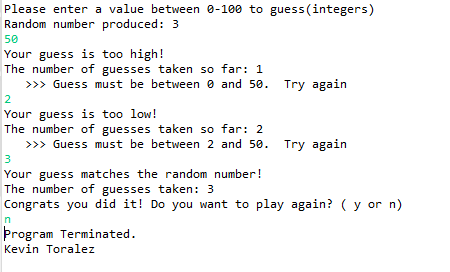 Please enter a value between 0-100 to guess(integers)
Random number produced: 3
50
Your guess is too high!
The number of guesses taken so far: 1
   >>> Guess must be between 0 and 50.  Try again
2
Your guess is too low!
The number of guesses taken so far: 2
   >>> Guess must be between 2 and 50.  Try again
3
Your guess matches the random number!
The number of guesses taken: 3
Congrats you did it! Do you want to play again? ( y or n)
n
Program Terminated.
Kevin Toralez